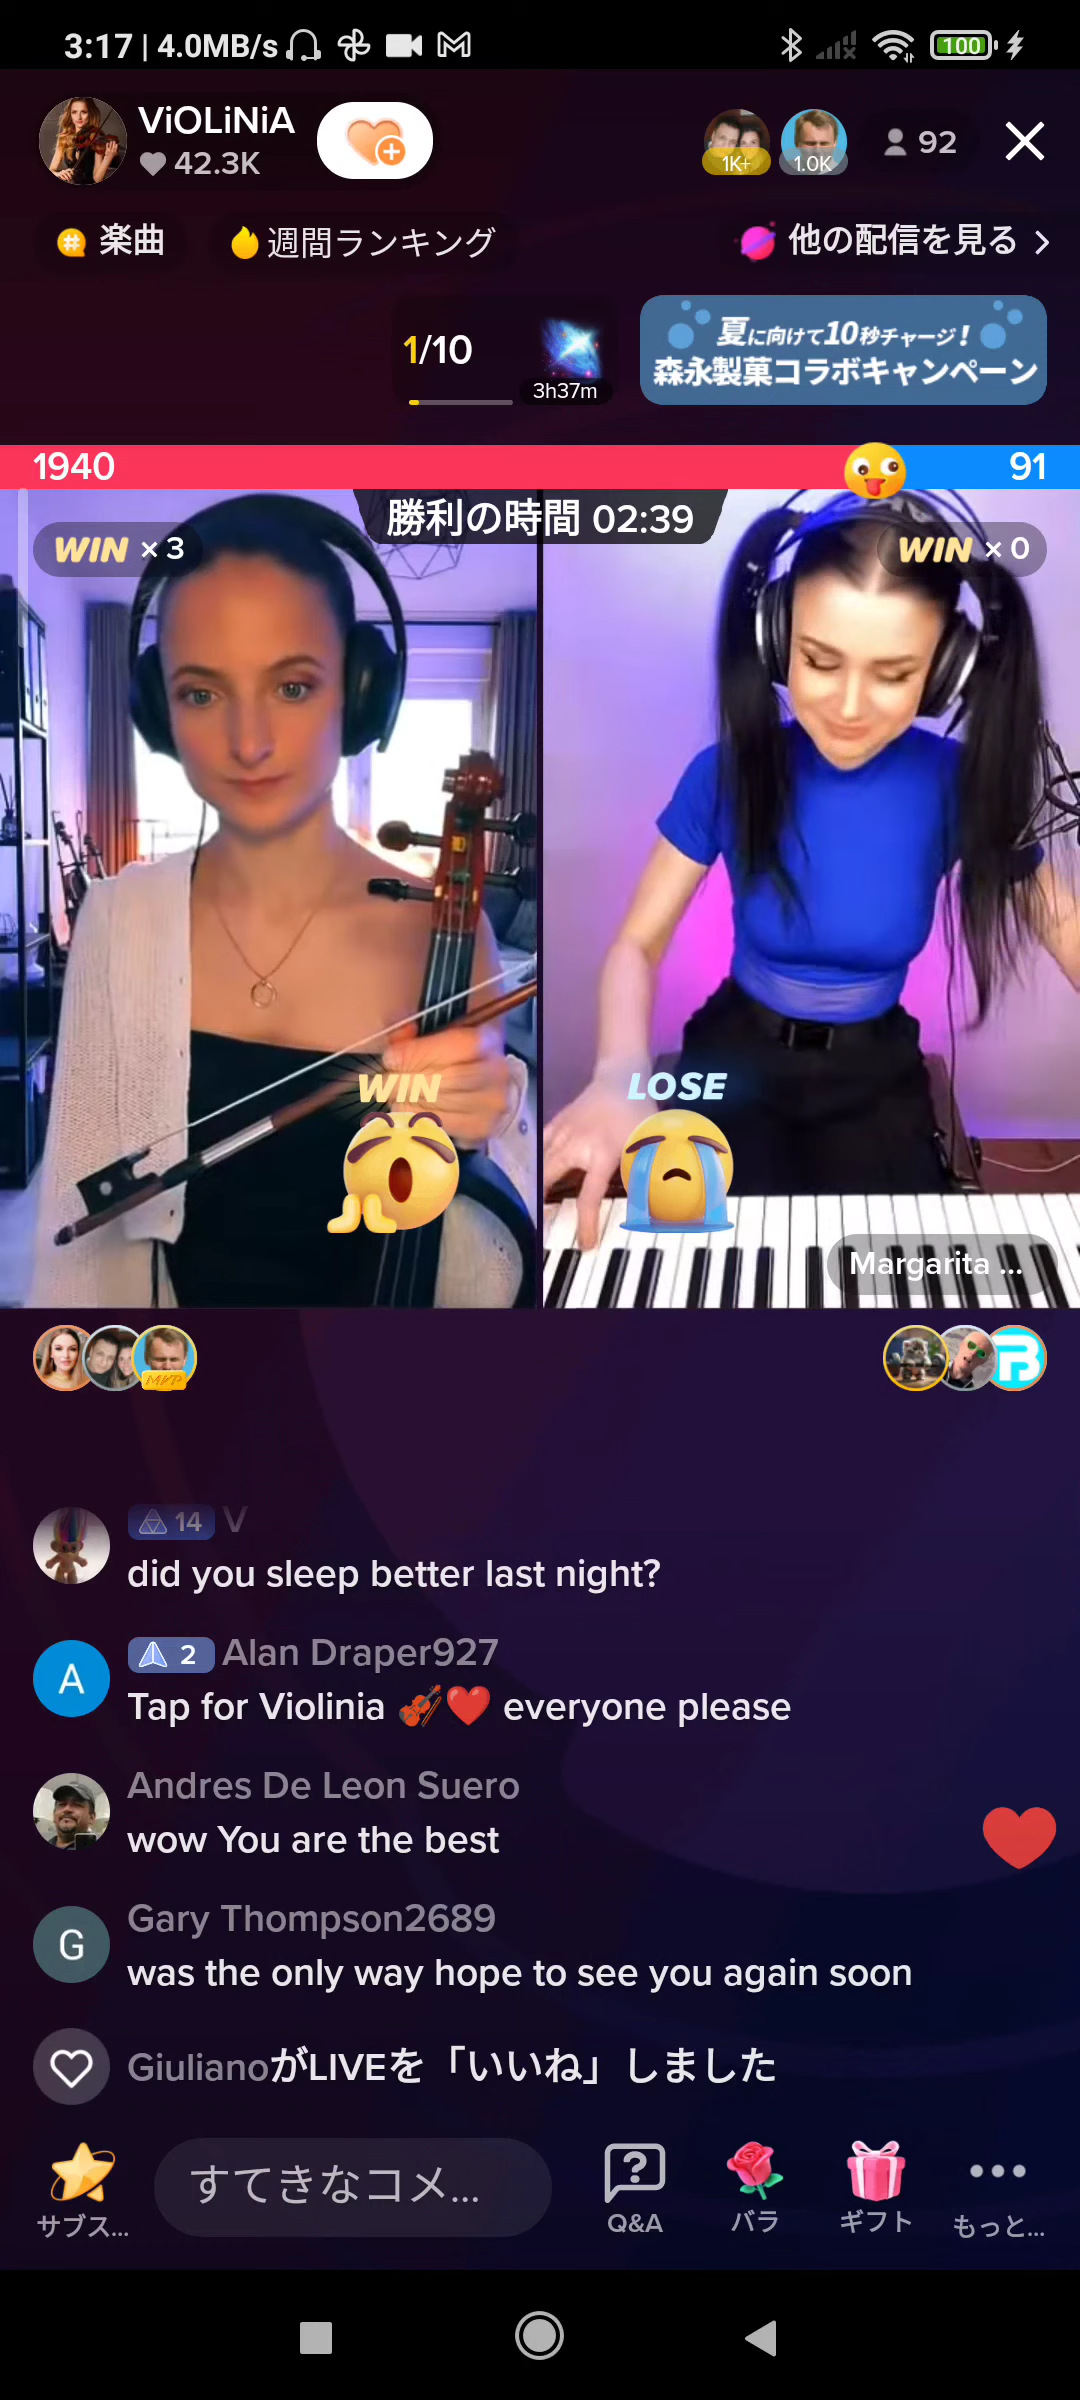 3:17 | 4.0MB/s
100
ViOLiNiA
42.3K
1K+
1.0K
92
楽曲
週間ランキング
他の配信を見る
1/10
3h37m
夏に向けて10秒チャージ!
森永製菓コラボキャンペーン
1940
91
勝利の時間 02:39
WIN × 3
WIN × 0
WIN
LOSE
Margarita ...
MVP
14 V
did you sleep better last night?
A
2 Alan Draper927
Tap for Violinia 🎻❤️ everyone please
Andres De Leon Suero
wow You are the best
G
Gary Thompson2689
was the only way hope to see you again soon
GiulianoがLIVEを「いいね」しました
サブス...
すてきなコメ...
Q&A
バラ
ギフト
もっと...